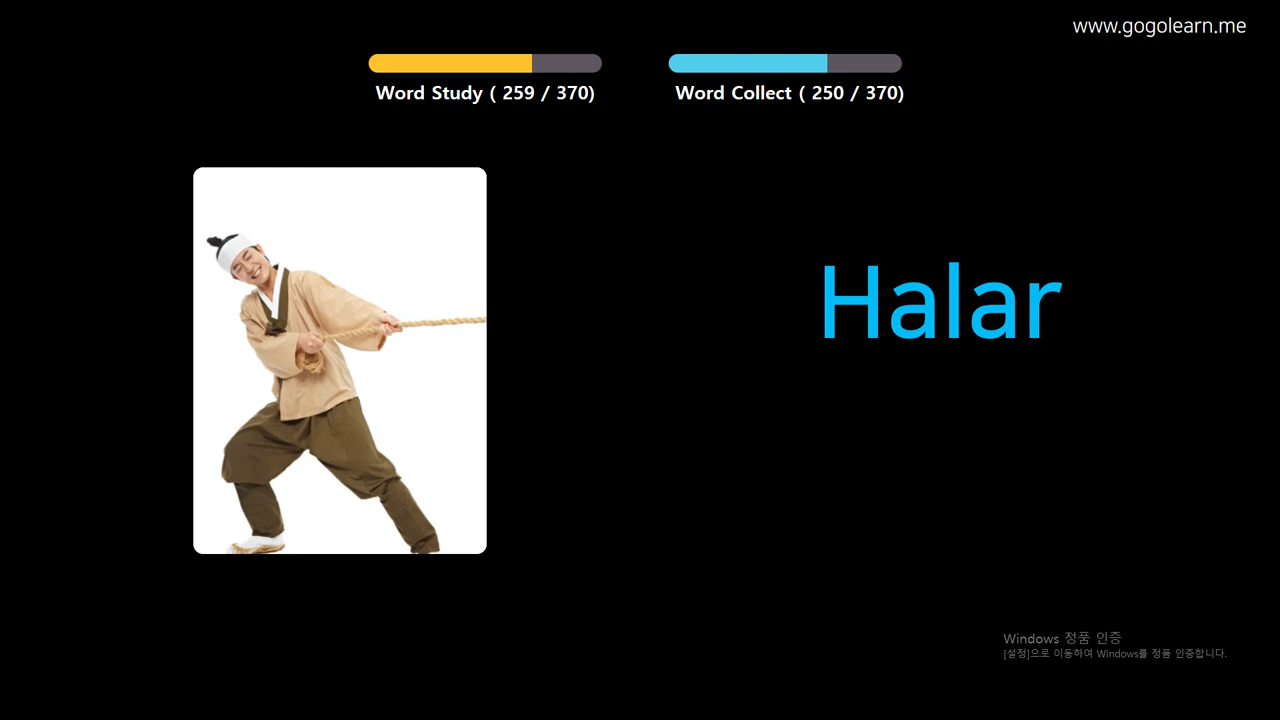 www.gogolearn.me
Word Study ( 259 / 370)
Word Collect ( 250 / 370)
Halar
Windows 정품 인증
[설정]으로 이동하여 Windows를 정품 인증합니다.